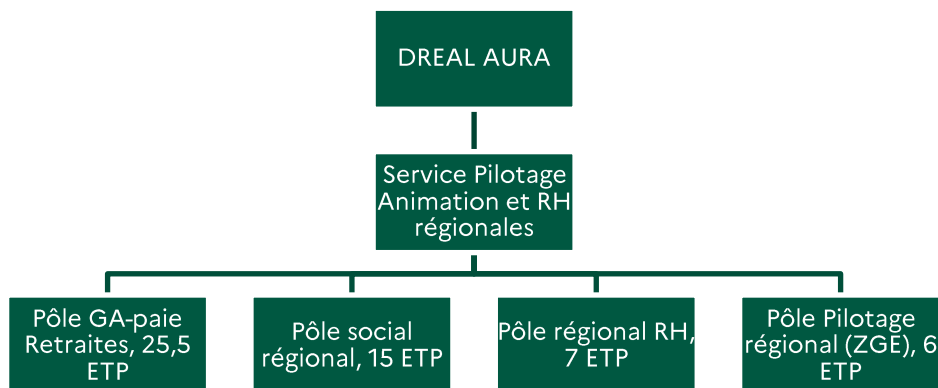 DREAL AURA
Service Pilotage
Animation et RH
régionales
Pôle GA-paie
Retraites, 25,5
ETP
Pôle social
régional, 15 ETP
Pôle régional RH,
7 ETP
Pôle Pilotage
régional (ZGE), 6
ETP